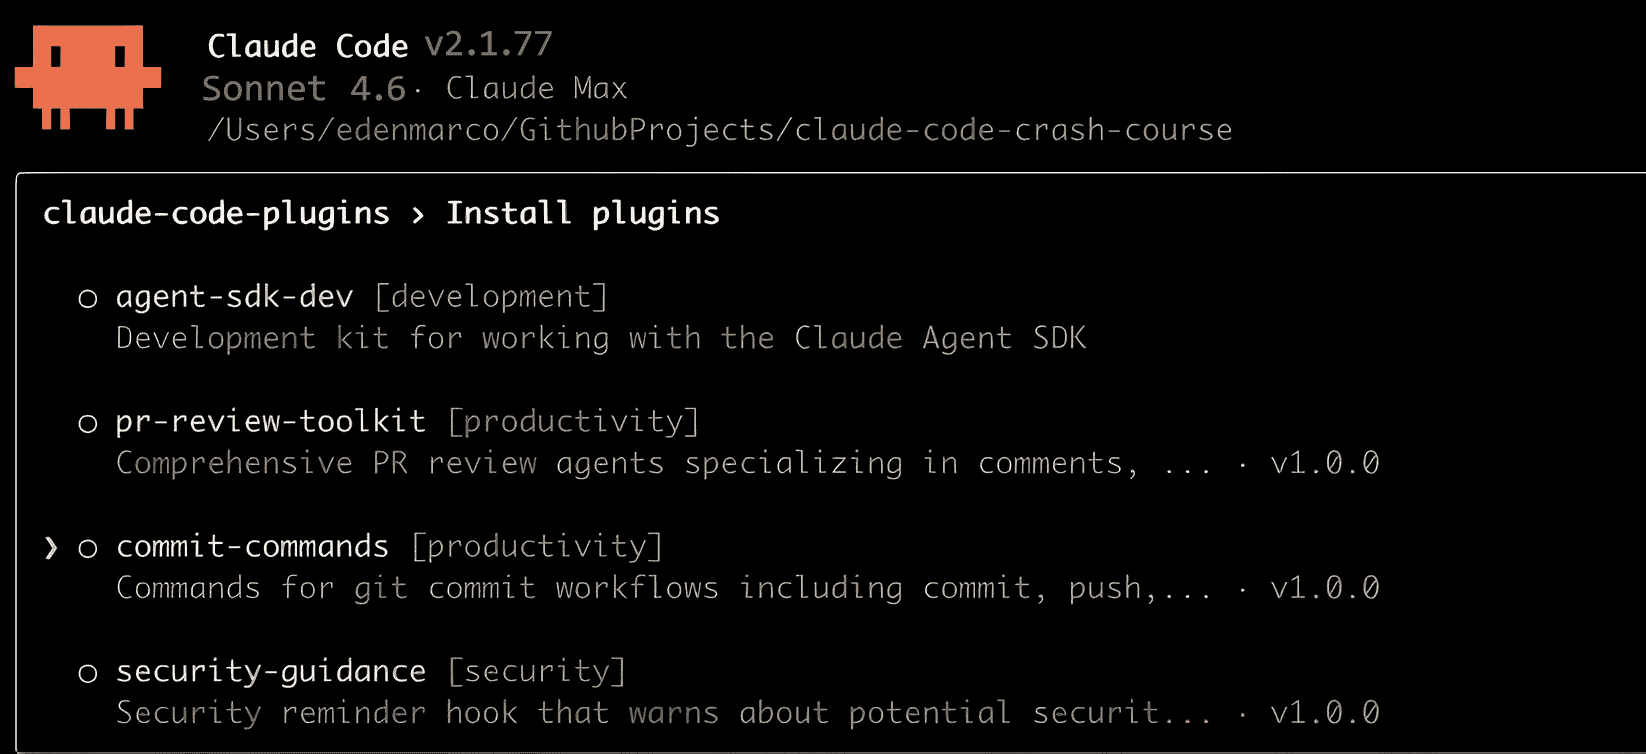 Claude Code v2.1.77
Sonnet 4.6· Claude Max
/Users/edenmarco/GithubProjects/claude-code-crash-course
claude-code-plugins › Install plugins
○ agent-sdk-dev [development]
Development kit for working with the Claude Agent SDK
○ pr-review-toolkit [productivity]
Comprehensive PR review agents specializing in comments, ... · v1.0.0
❯ ○ commit-commands [productivity]
Commands for git commit workflows including commit, push,... · v1.0.0
○ security-guidance [security]
Security reminder hook that warns about potential securit... · v1.0.0